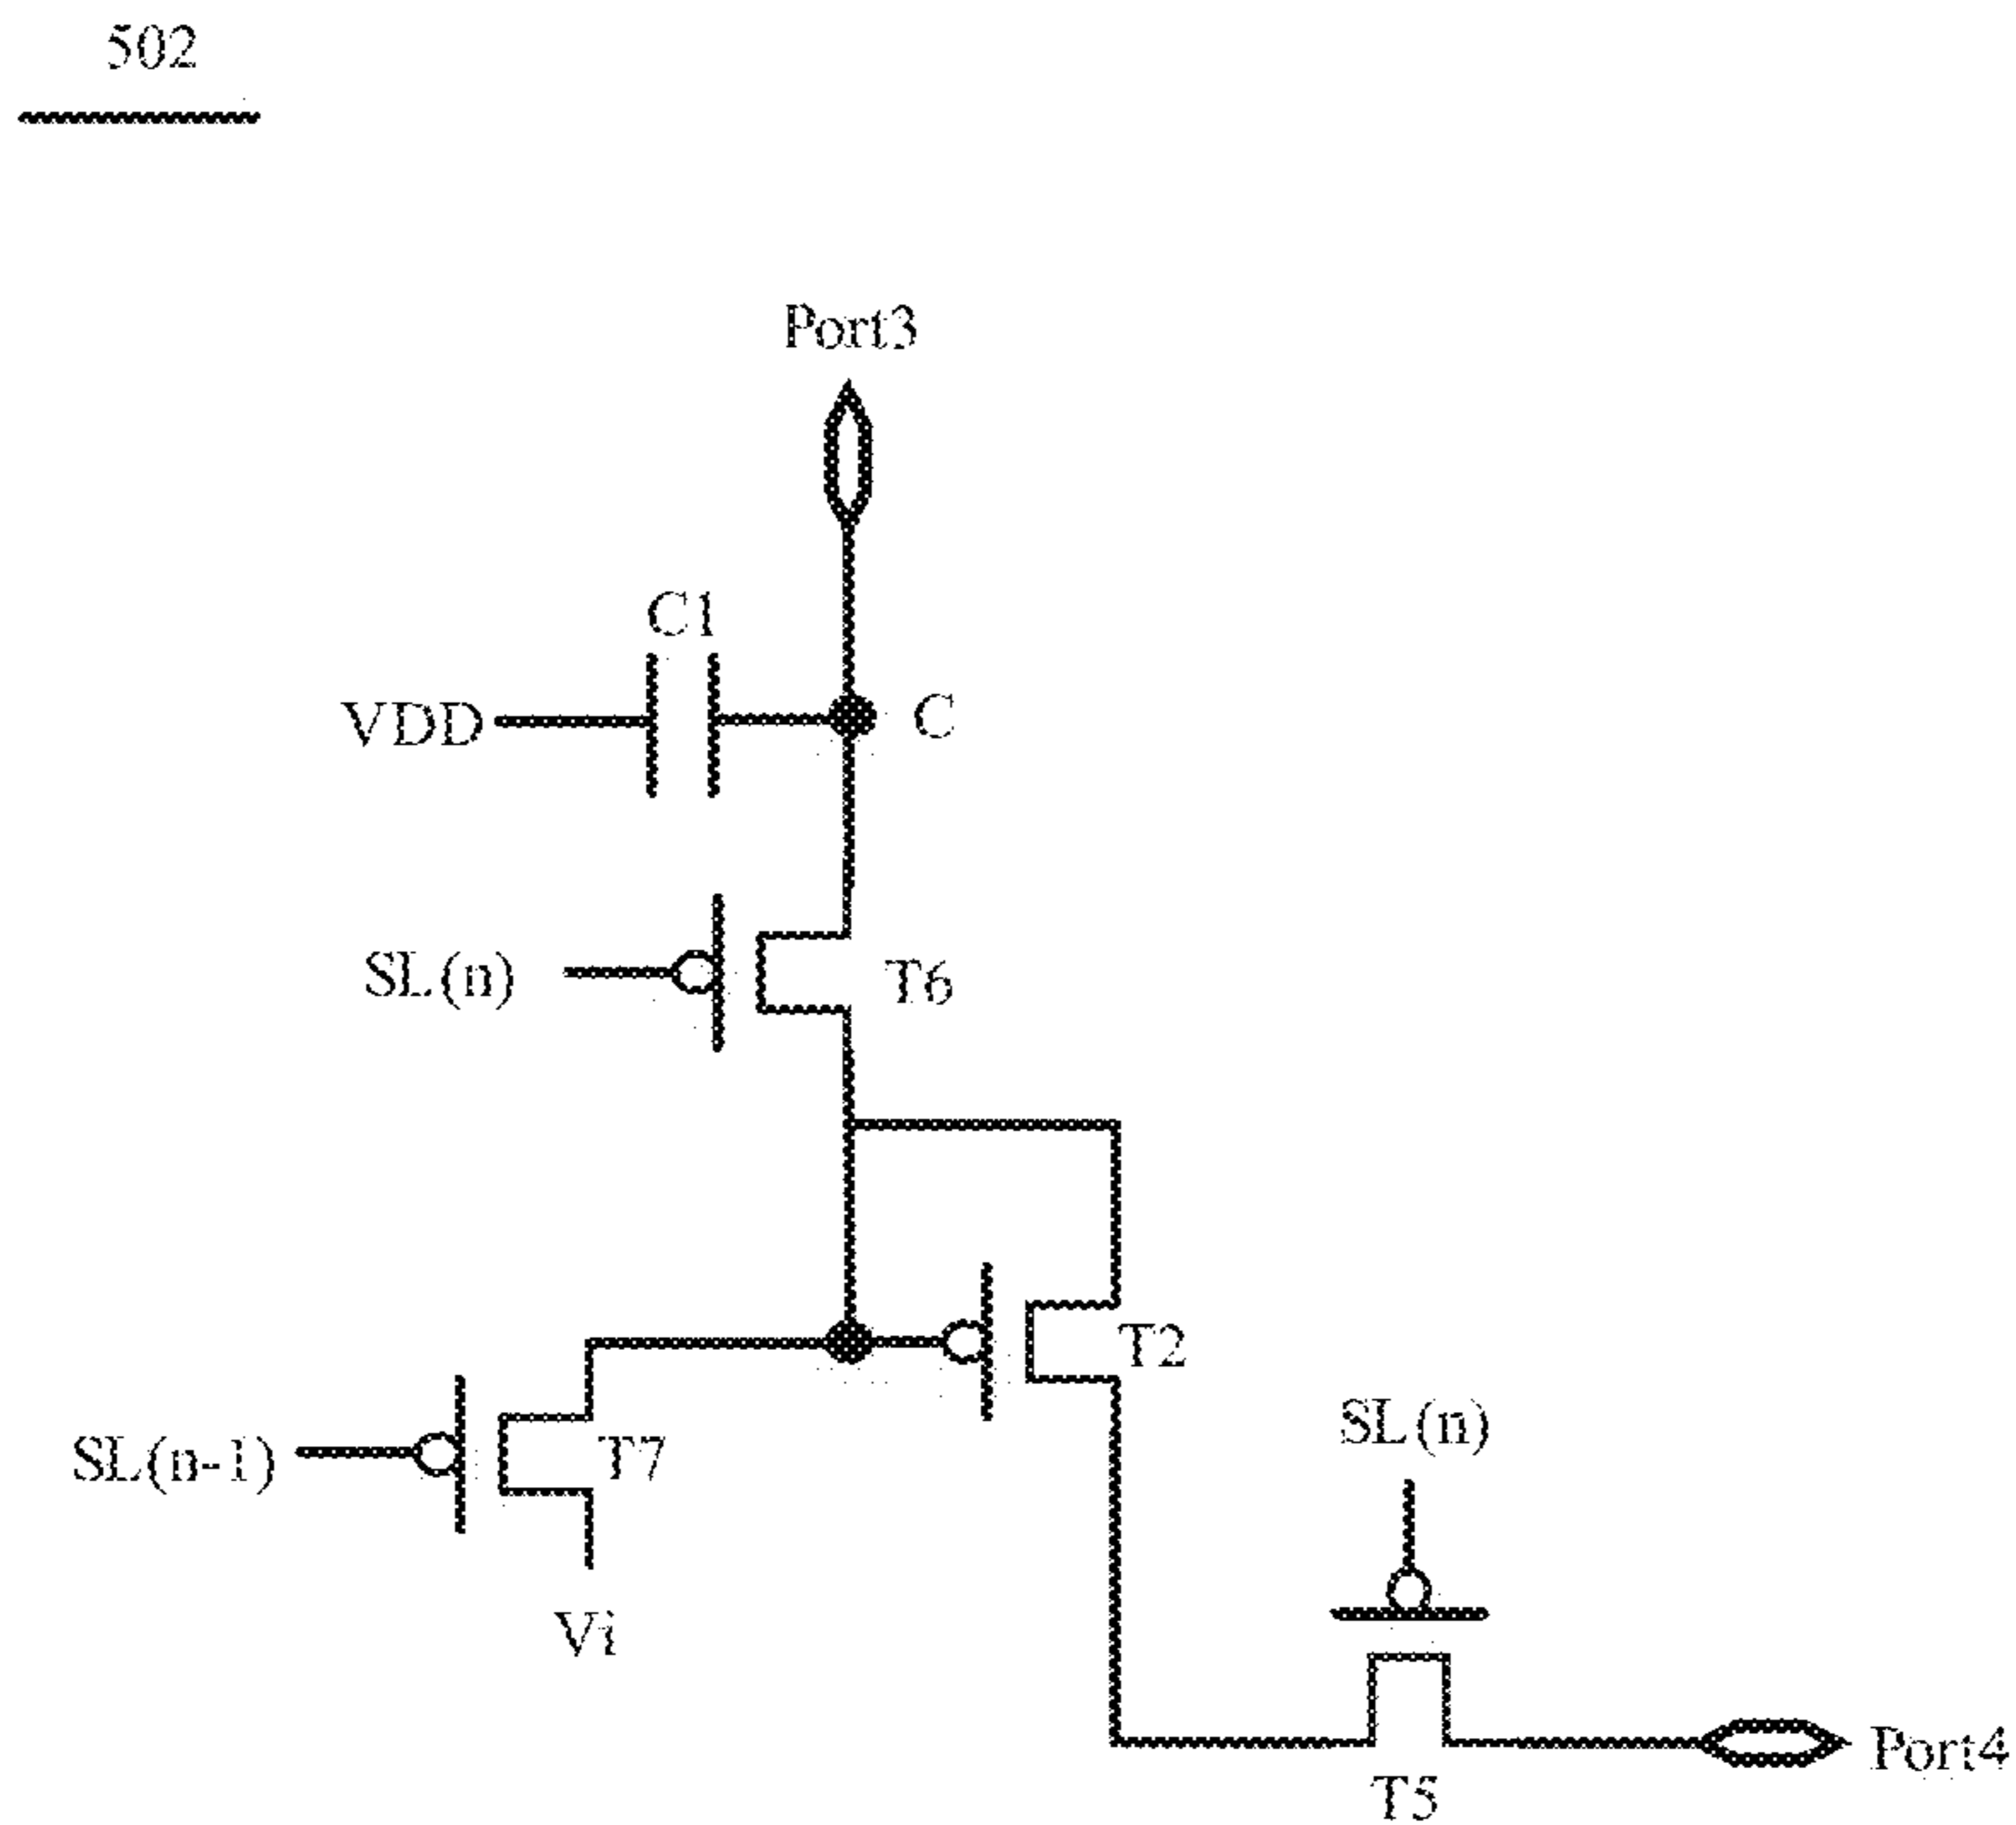 502
Port3
C1
VDD
C
SL(n)
T6
T2
SL(n)
SL(n-1)
T7
Vi
Port4
T5